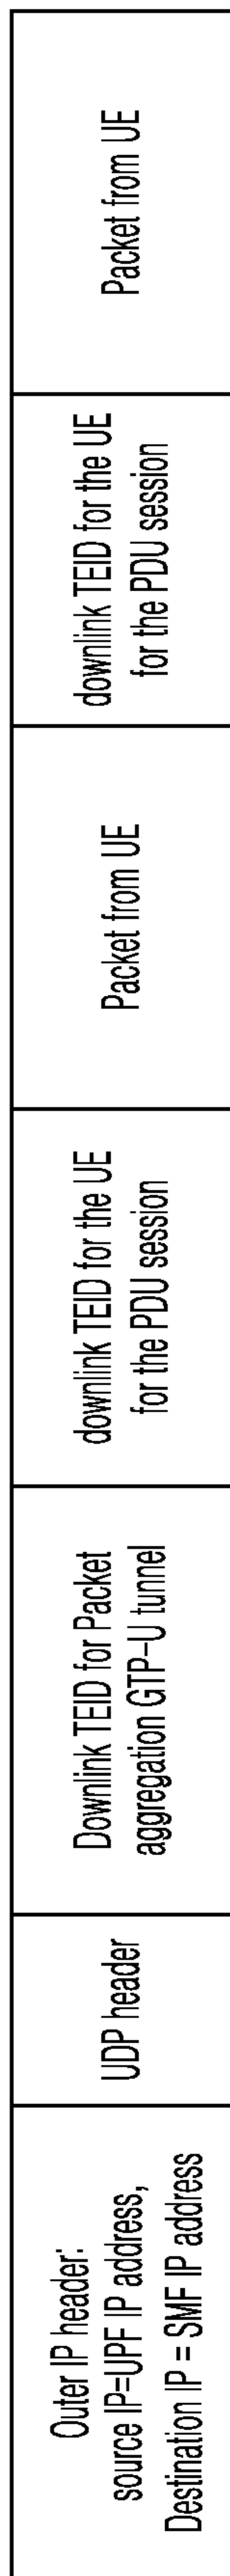 Outer IP header:
source IP=UPF IP address,
Destination IP = SMF IP address
UDP header
Downlink TEID for Packet
aggregation GTP-U tunnel
downlink TEID for the UE
for the PDU session
Packet from UE
downlink TEID for the UE
for the PDU session
Packet from UE